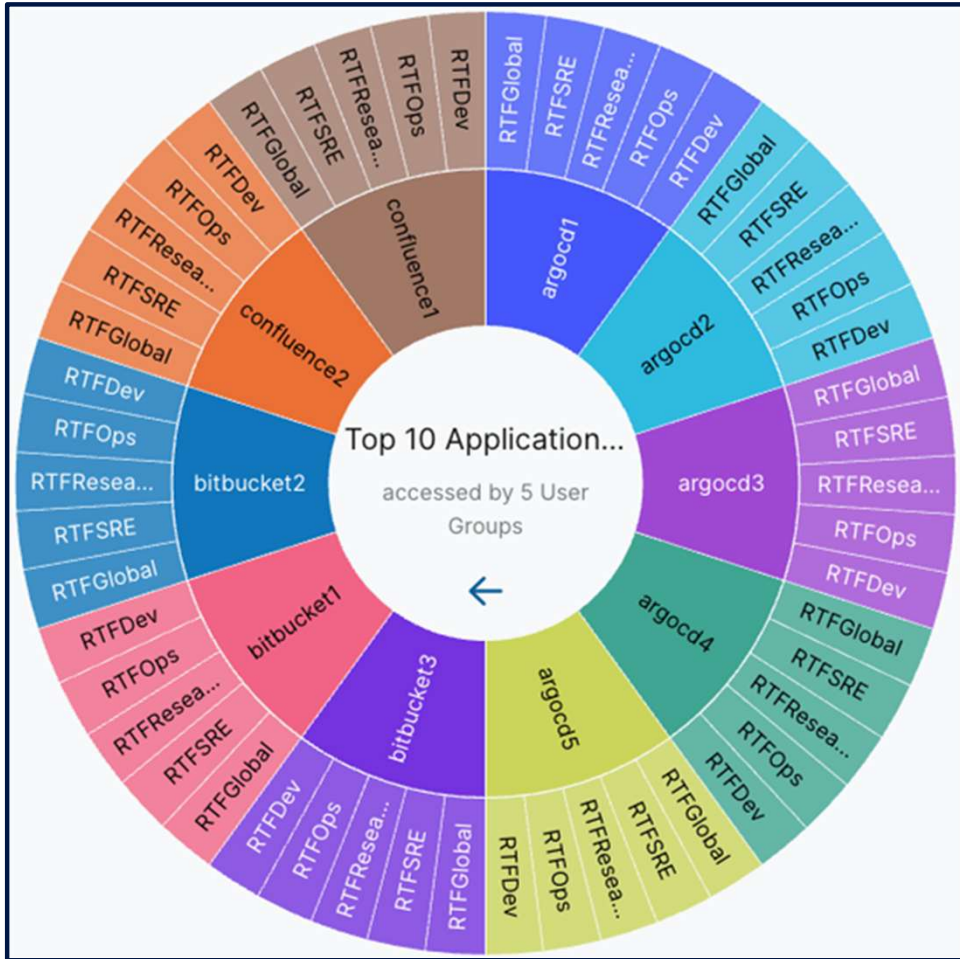 Top 10 Application...
accessed by 5 User
Groups
argocd1
RTFGlobal
RTFSRE
RTFResea...
RTFOps
RTFDev
argocd2
RTFGlobal
RTFSRE
RTFResea...
RTFOps
RTFDev
argocd3
RTFGlobal
RTFSRE
RTFResea...
RTFOps
RTFDev
argocd4
RTFGlobal
RTFSRE
RTFResea...
RTFOps
RTFDev
argocd5
RTFGlobal
RTFSRE
RTFResea...
RTFOps
RTFDev
bitbucket3
RTFGlobal
RTFSRE
RTFResea...
RTFOps
RTFDev
bitbucket1
RTFGlobal
RTFSRE
RTFResea...
RTFOps
RTFDev
bitbucket2
RTFGlobal
RTFSRE
RTFResea...
RTFOps
RTFDev
confluence2
RTFGlobal
RTFSRE
RTFResea...
RTFOps
RTFDev
confluence1
RTFGlobal
RTFSRE
RTFResea...
RTFOps
RTFDev